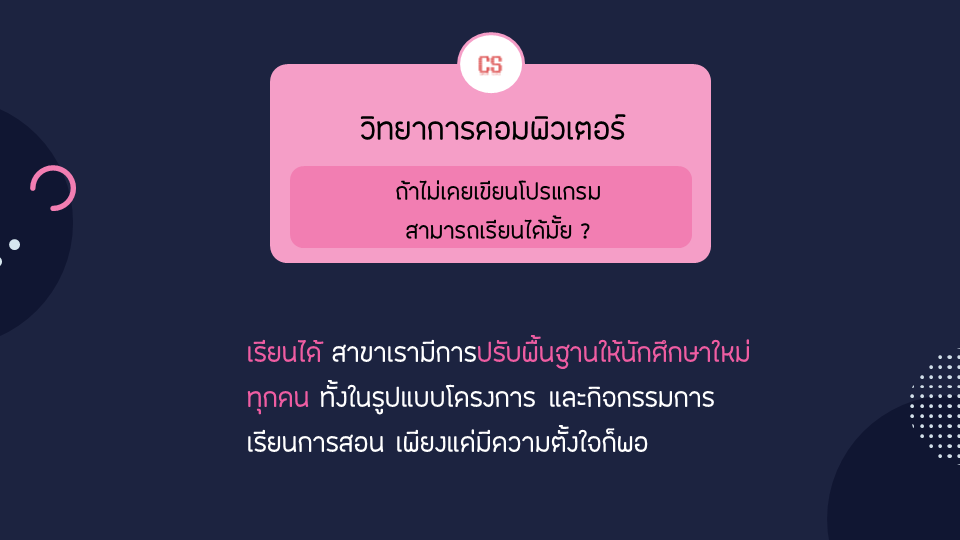 CS
วิทยาการคอมพิวเตอร์
ถ้าไม่เคยเขียนโปรแกรม
สามารถเรียนได้มั้ย ?
เรียนได้ สาขาเรามีการปรับพื้นฐานให้นักศึกษาใหม่
ทุกคน ทั้งในรูปแบบโครงการ และกิจกรรมการ
เรียนการสอน เพียงแค่มีความตั้งใจก็พอ